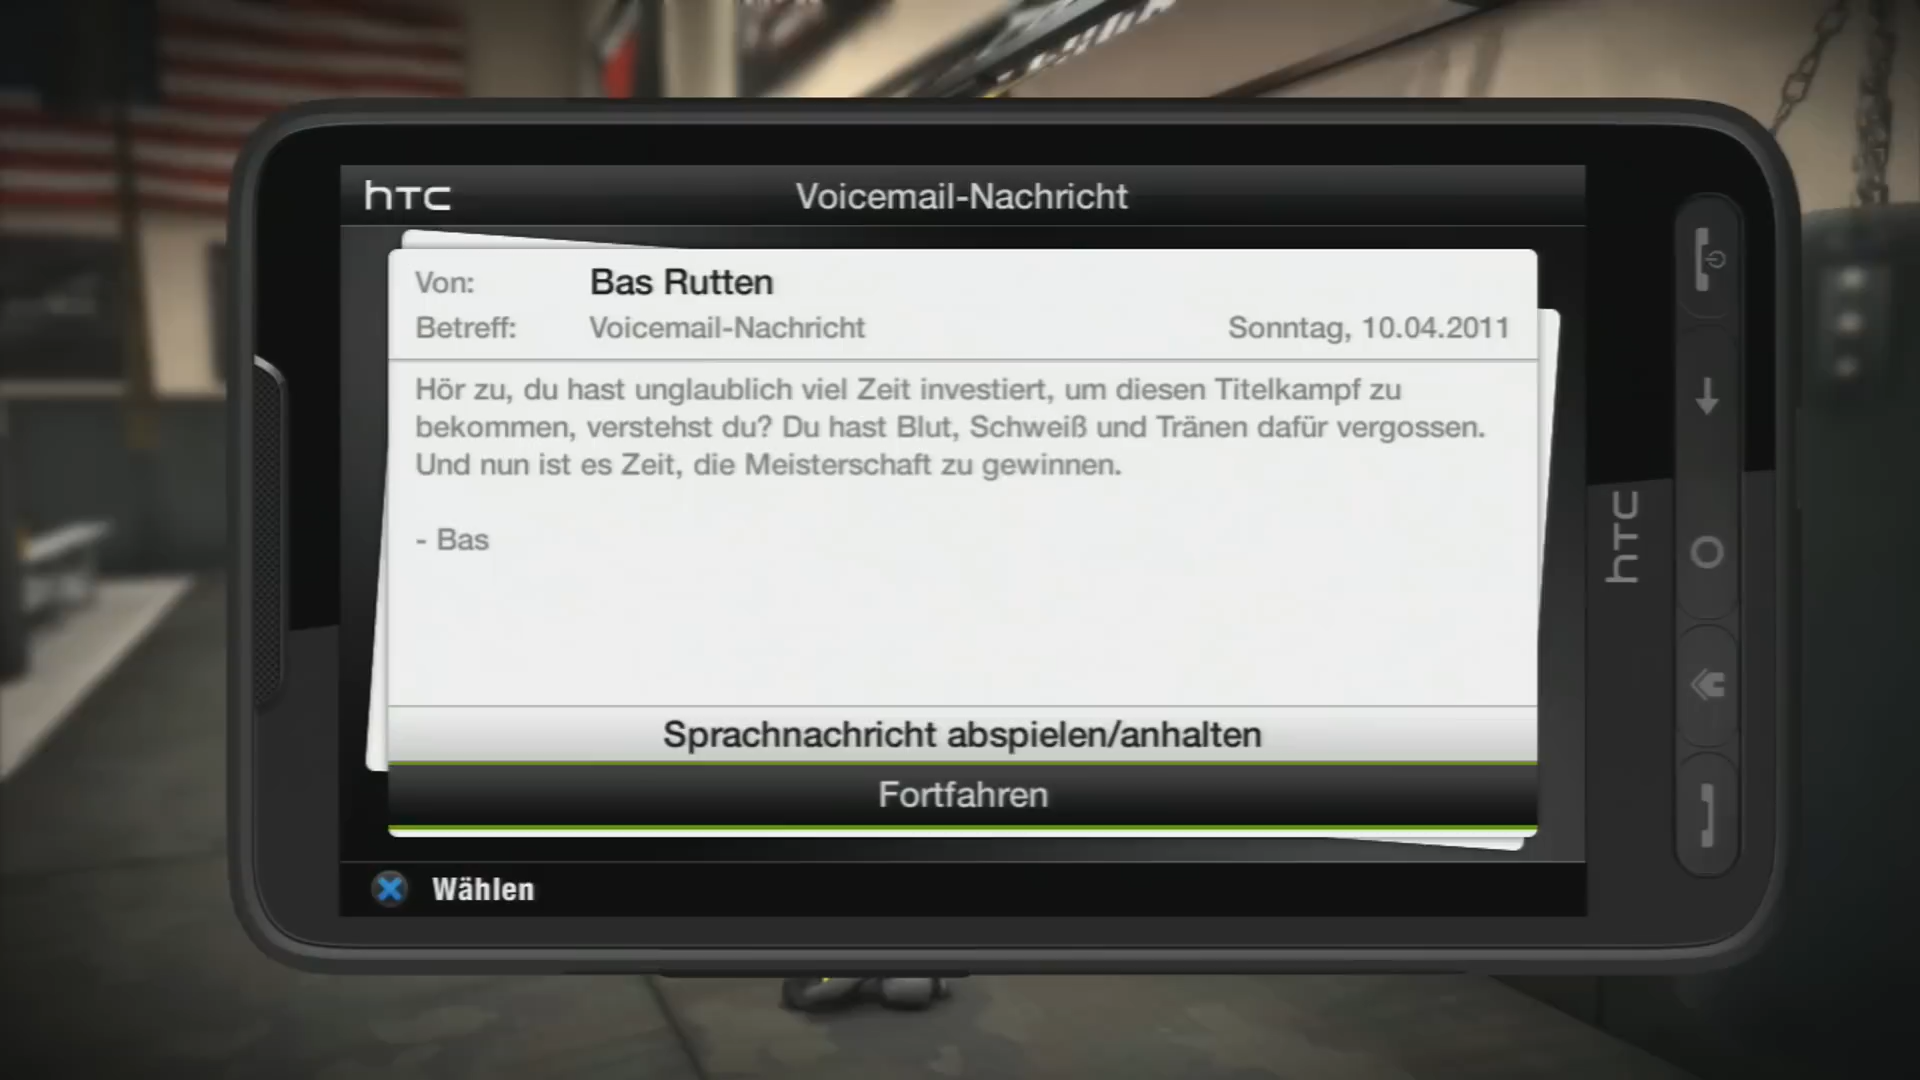 hTC
Voicemail-Nachricht
Von: Bas Rutten
Betreff: Voicemail-Nachricht Sonntag, 10.04.2011
Hör zu, du hast unglaublich viel Zeit investiert, um diesen Titelkampf zu
bekommen, verstehst du? Du hast Blut, Schweiß und Tränen dafür vergossen.
Und nun ist es Zeit, die Meisterschaft zu gewinnen.
- Bas
Sprachnachricht abspielen/anhalten
Fortfahren
Wählen
hTC